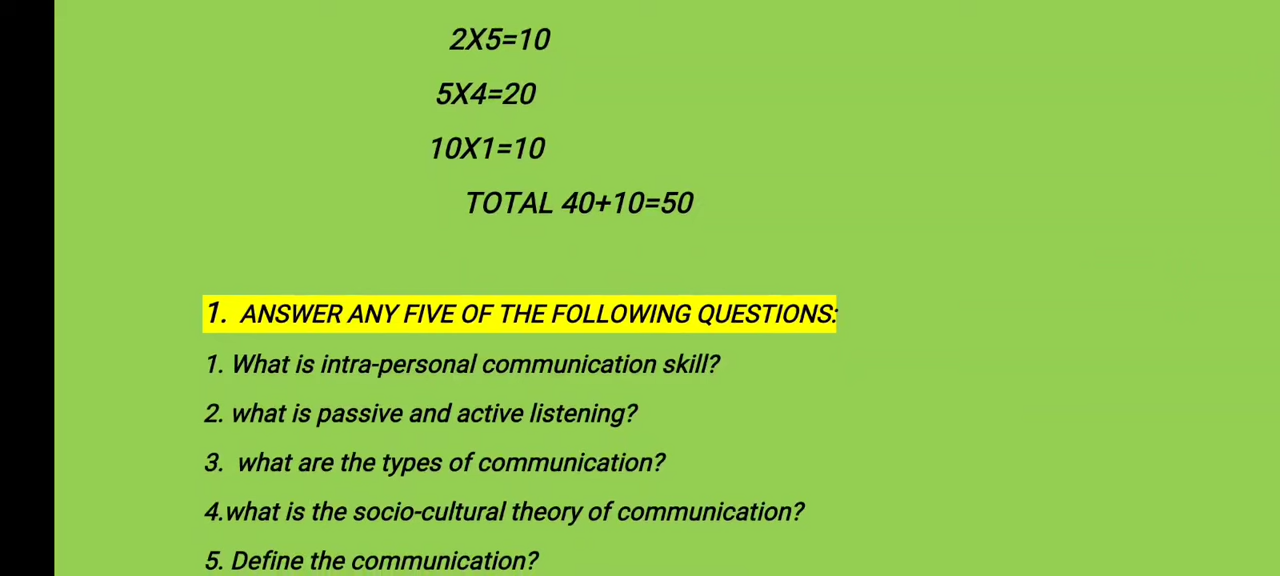 2X5=10
5X4=20
10X1=10
TOTAL 40+10=50
1. ANSWER ANY FIVE OF THE FOLLOWING QUESTIONS:
1. What is intra-personal communication skill?
2. what is passive and active listening?
3. what are the types of communication?
4.what is the socio-cultural theory of communication?
5. Define the communication?